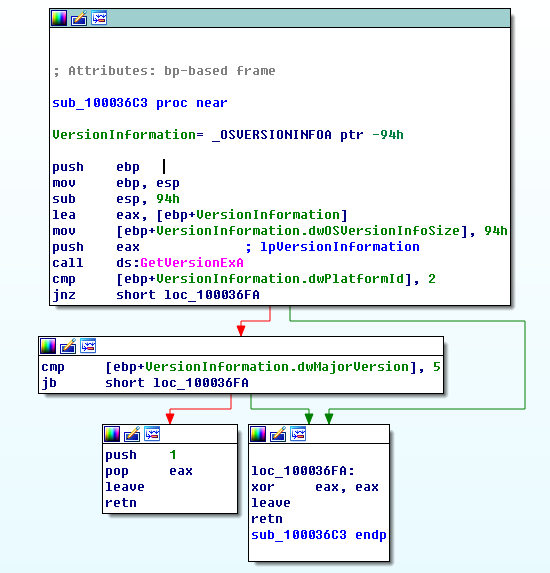 ; Attributes: bp-based frame
sub_100036C3 proc near
VersionInformation= _OSVERSIONINFOA ptr -94h
push ebp
mov ebp, esp
sub esp, 94h
lea eax, [ebp+VersionInformation]
mov [ebp+VersionInformation.dwOSVersionInfoSize], 94h
push eax ; lpVersionInformation
call ds:GetVersionExA
cmp [ebp+VersionInformation.dwPlatformId], 2
jnz short loc_100036FA
cmp [ebp+VersionInformation.dwMajorVersion], 5
jb short loc_100036FA
push 1
pop eax
leave
retn
loc_100036FA:
xor eax, eax
leave
retn
sub_100036C3 endp